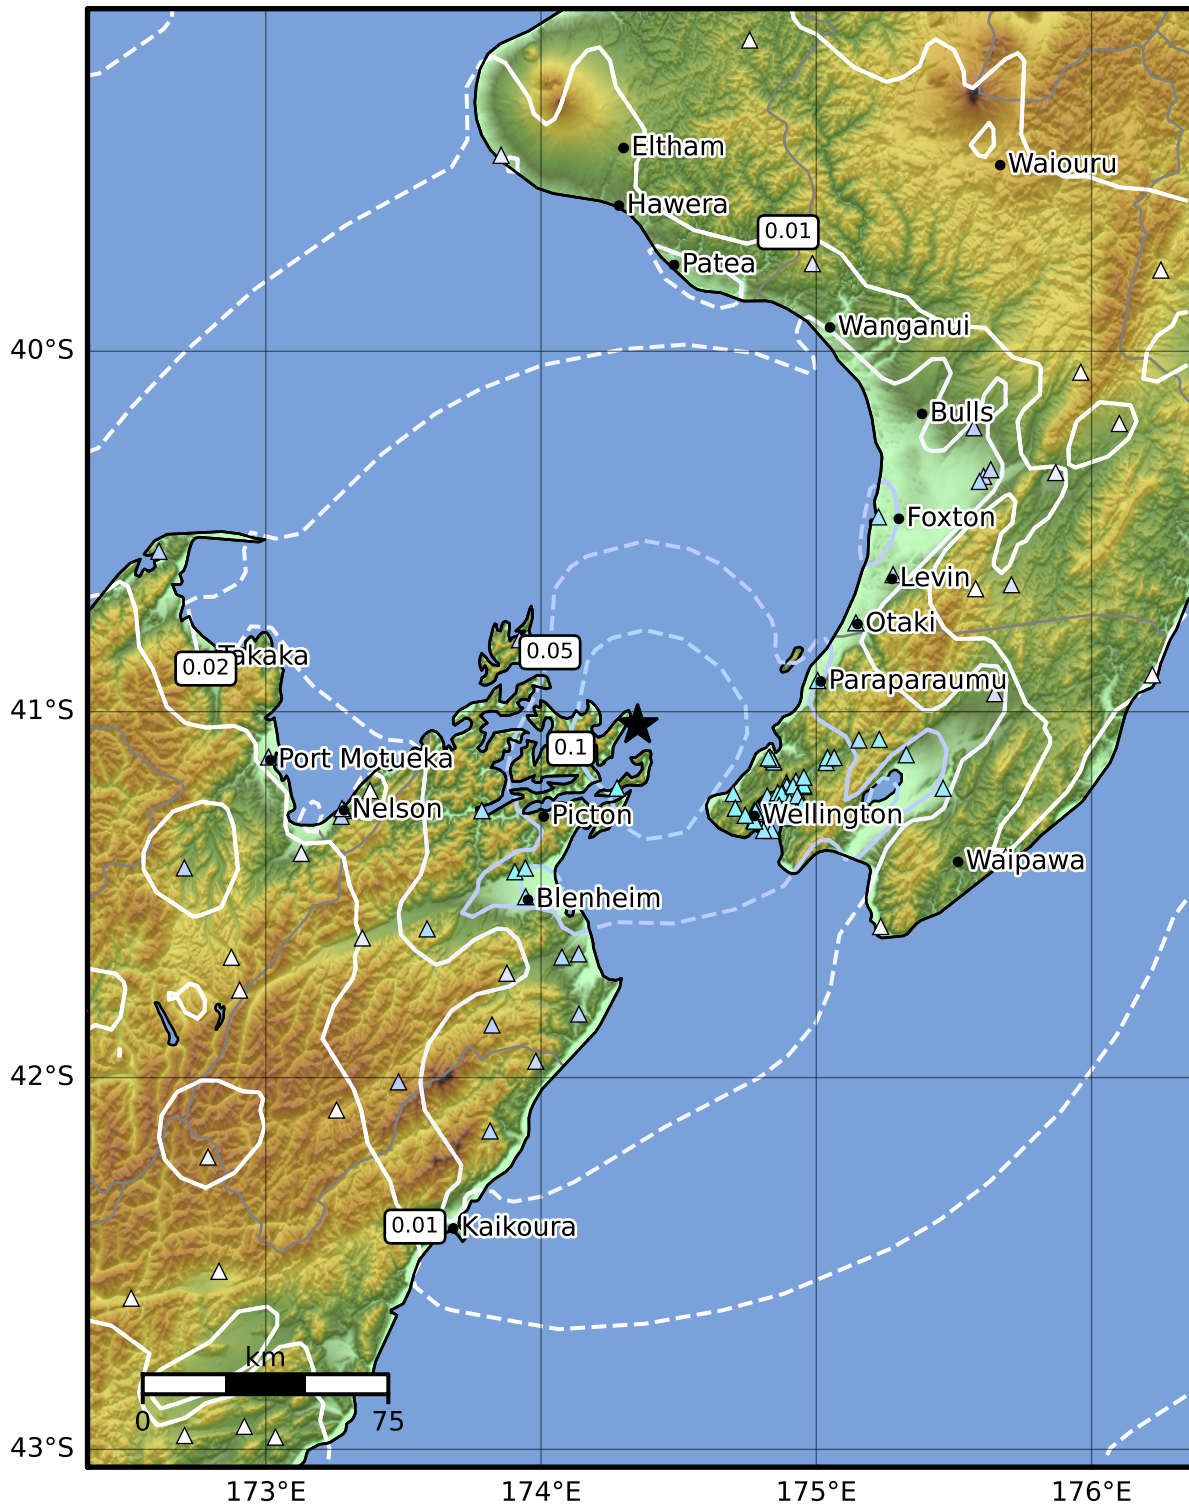 Eltham
Waiouru
Hawera
0.01
Patea
Wanganui
40°S
Bulls
Foxton
Levin
Otaki
0.05
Takaka
0.02
Paraparaumu
41°S
0.1
Port Motueka
Nelson
Picton
Wellington
Waipawa
Blenheim
42°S
0.01
Kaikoura
km
0
75
43°S
173°E
174°E
175°E
176°E